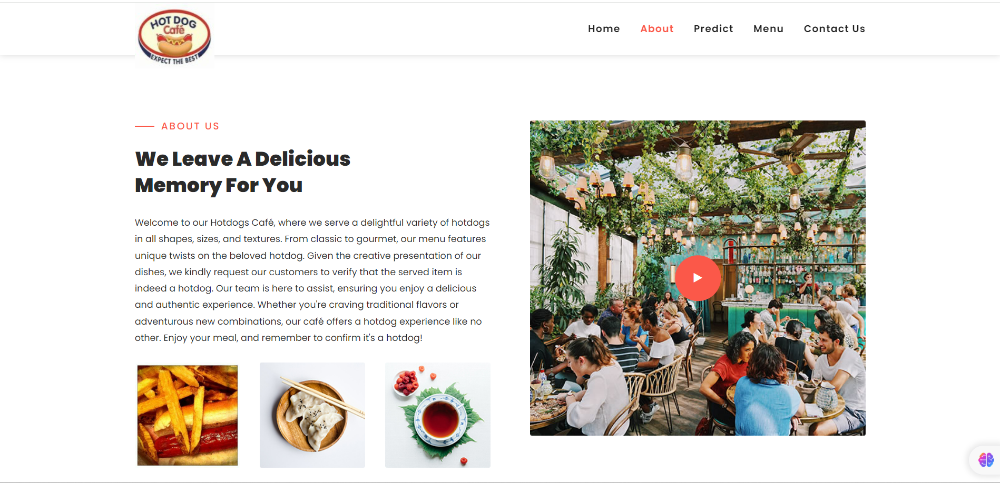 HOT DOG
Café
EXPECT THE BEST
Home About Predict Menu Contact Us
ABOUT US
We Leave A Delicious
Memory For You
Welcome to our Hotdogs Café, where we serve a delightful variety of hotdogs
in all shapes, sizes, and textures. From classic to gourmet, our menu features
unique twists on the beloved hotdog. Given the creative presentation of our
dishes, we kindly request our customers to verify that the served item is
indeed a hotdog. Our team is here to assist, ensuring you enjoy a delicious
and authentic experience. Whether you're craving traditional flavors or
adventurous new combinations, our café offers a hotdog experience like no
other. Enjoy your meal, and remember to confirm it's a hotdog!